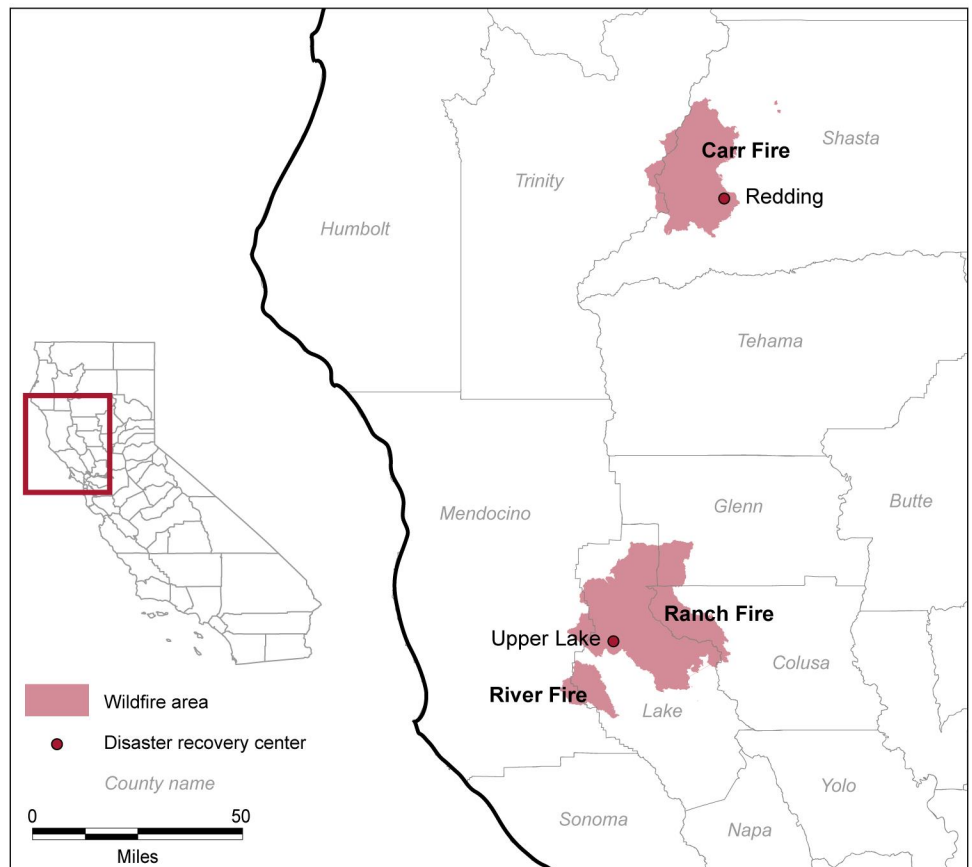 Carr Fire
Shasta
Trinity
Redding
Humbolt
Tehama
Mendocino
Glenn
Butte
Ranch Fire
Upper Lake
Colusa
River Fire
Lake
Wildfire area
Disaster recovery center
County name
Yolo
Sonoma
Napa
0 50
Miles